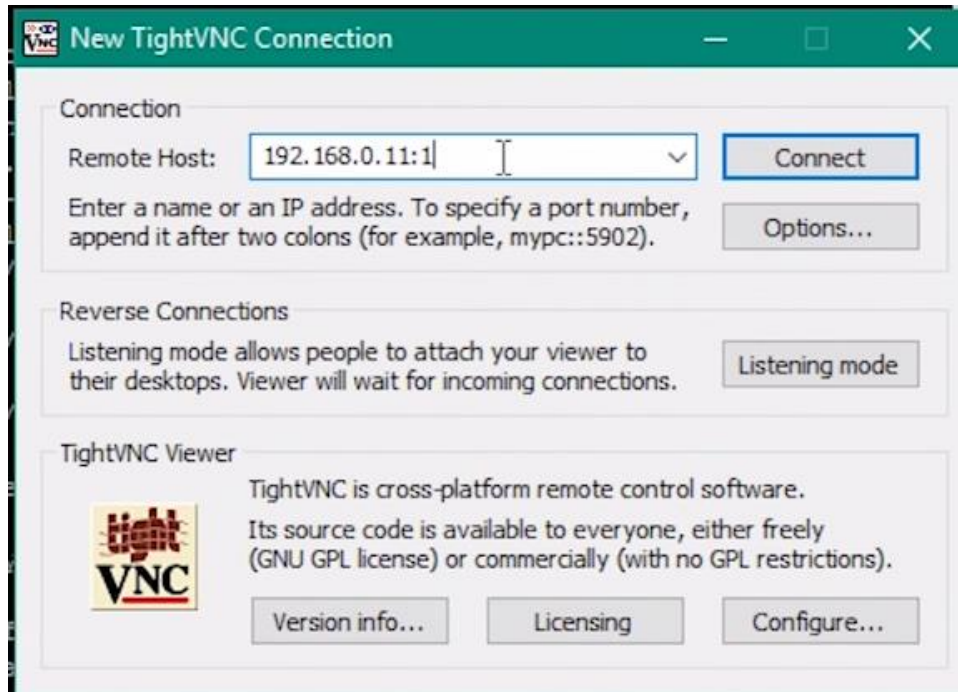 New TightVNC Connection
Connection
Remote Host: 192.168.0.11:1 Connect
Enter a name or an IP address. To specify a port number,
append it after two colons (for example, mypc::5902). Options...
Reverse Connections
Listening mode allows people to attach your viewer to
their desktops. Viewer will wait for incoming connections. Listening mode
TightVNC Viewer
TightVNC is cross-platform remote control software.
Its source code is available to everyone, either freely
(GNU GPL license) or commercially (with no GPL restrictions).
tight
VNC
Version info... Licensing Configure...